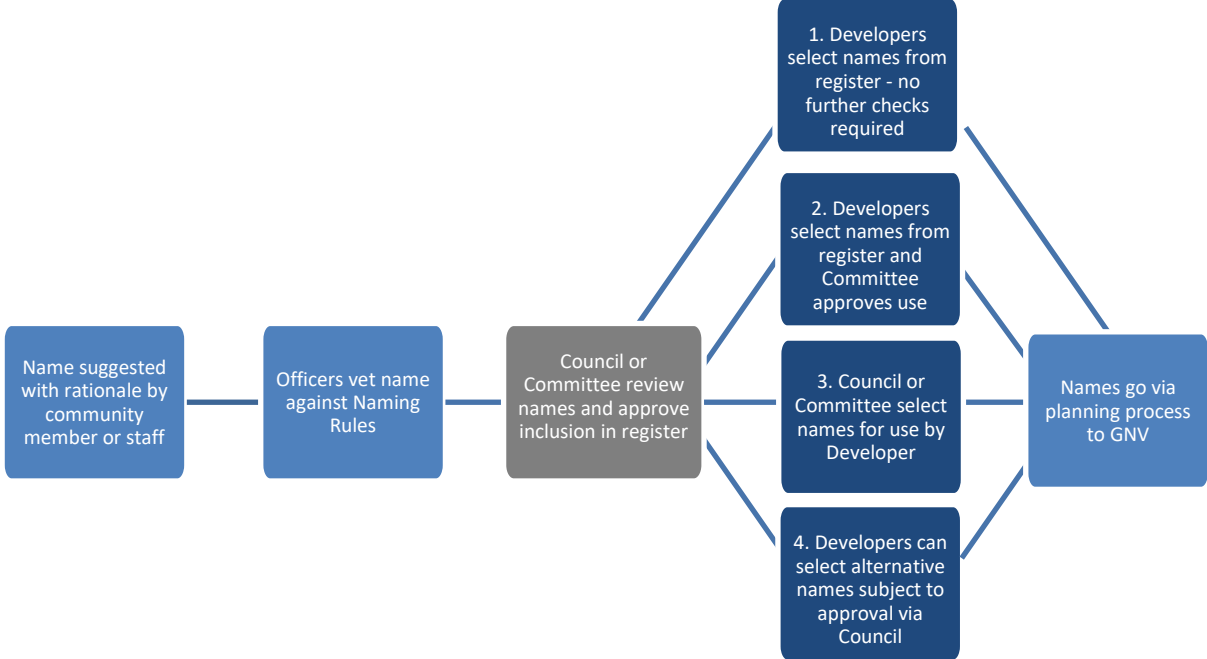 Name suggested
with rationale by
community
member or staff
Officers vet name
against Naming
Rules
Council or
Committee review
names and approve
inclusion in register
1. Developers
select names from
register - no
further checks
required
2. Developers
select names from
register and
Committee
approves use
3. Council or
Committee select
names for use by
Developer
4. Developers can
select alternative
names subject to
approval via
Council
Names go via
planning process
to GNV